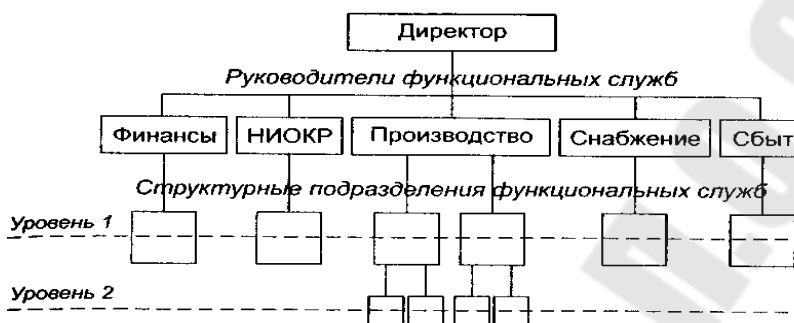 Директор
Руководители функциональных служб
Финансы НИОКР Производство Снабжение Сбыт
Структурные подразделения функциональных служб
Уровень 1
Уровень 2